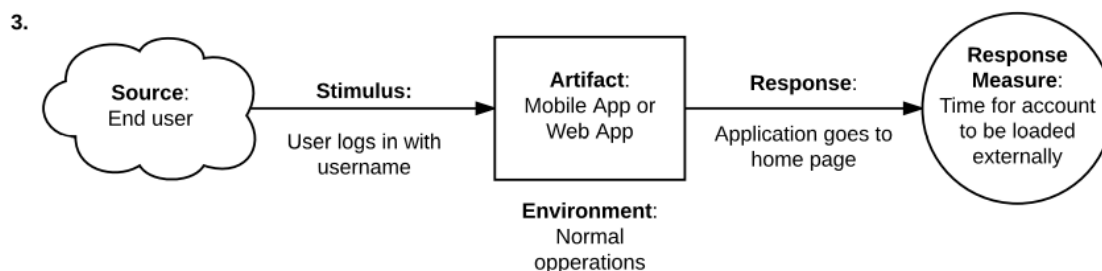 3.
Source:
End user
Stimulus:
User logs in with
username
Artifact:
Mobile App or
Web App
Environment:
Normal
opperations
Response:
Application goes to
home page
Response
Measure:
Time for account
to be loaded
externally